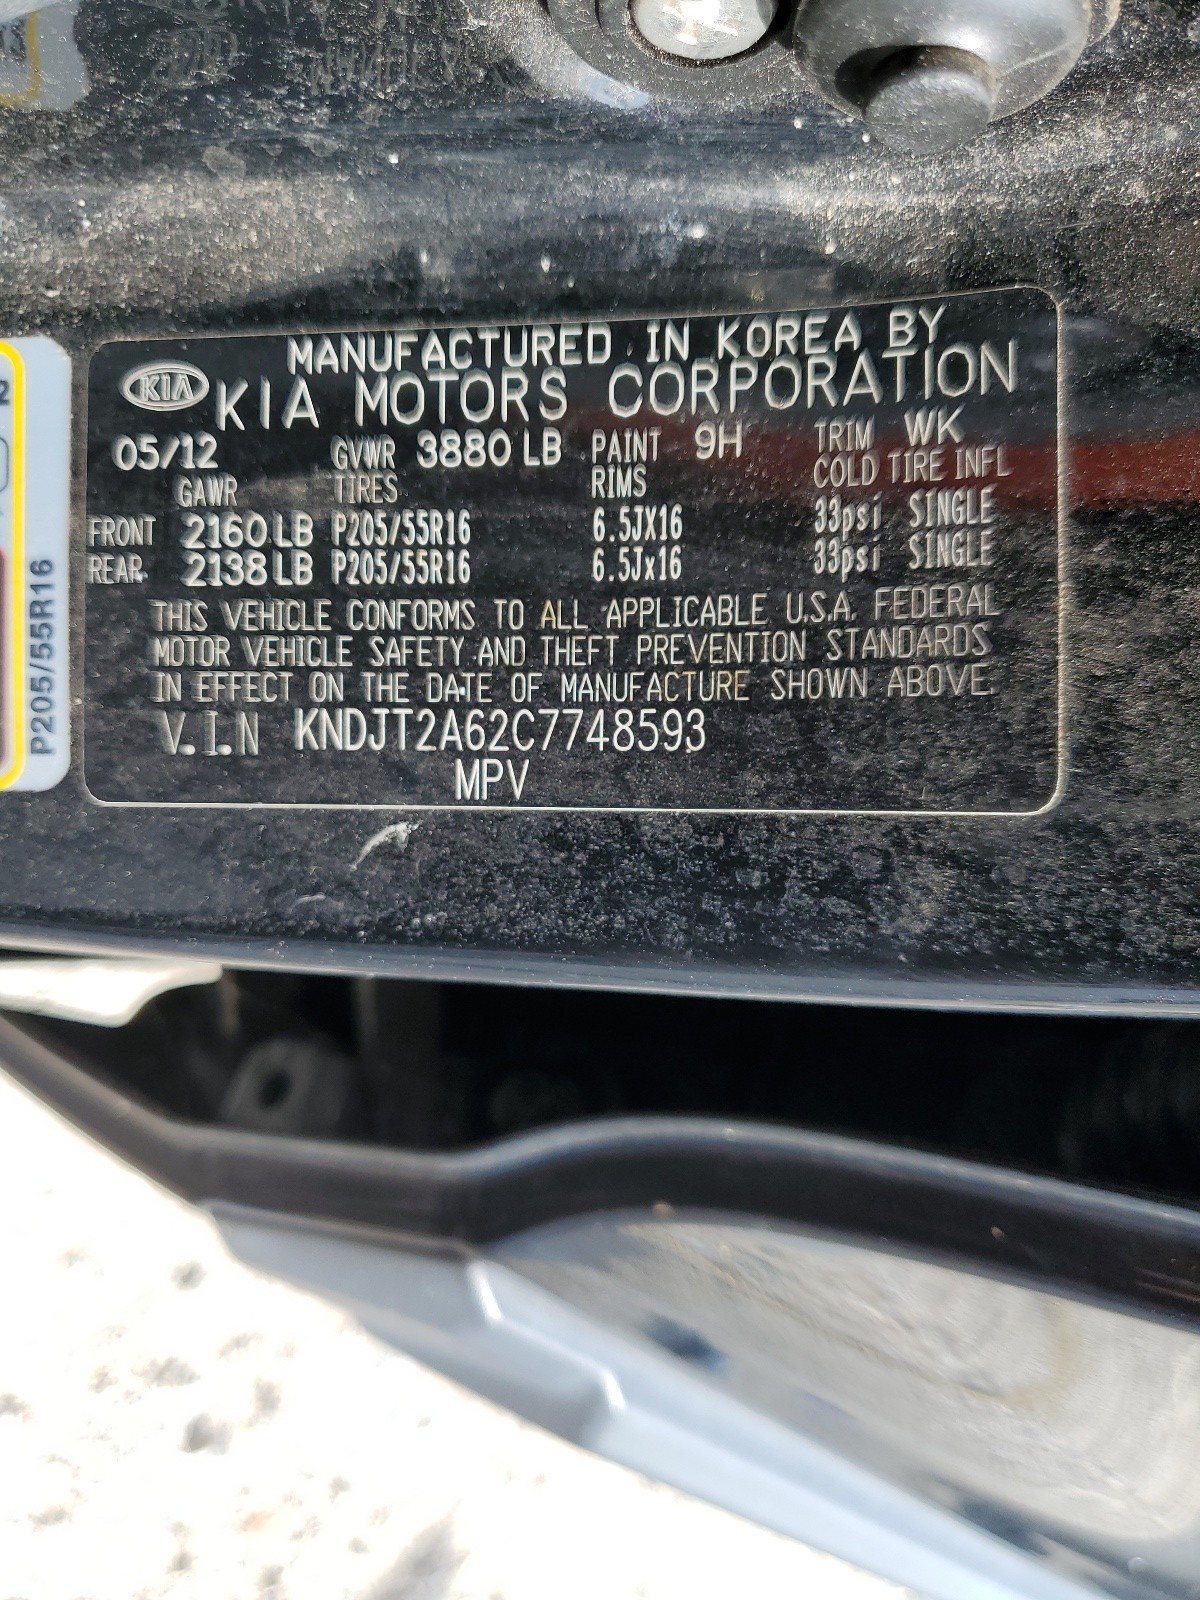 MANUFACTURED IN KOREA BY
KIA KIA MOTORS CORPORATION
05/12 GVWR 3880 LB PAINT 9H TRIM WK
GAWR TIRES RIMS COLD TIRE INFL
FRONT 2160 LB P205/55R16 6.5JX16 33psi SINGLE
REAR 2138 LB P205/55R16 6.5Jx16 33psi SINGLE
THIS VEHICLE CONFORMS TO ALL APPLICABLE U.S.A. FEDERAL
MOTOR VEHICLE SAFETY AND THEFT PREVENTION STANDARDS
IN EFFECT ON THE DATE OF MANUFACTURE SHOWN ABOVE.
V.I.N KNDJT2A62C7748593
MPV
P205/55R16
2